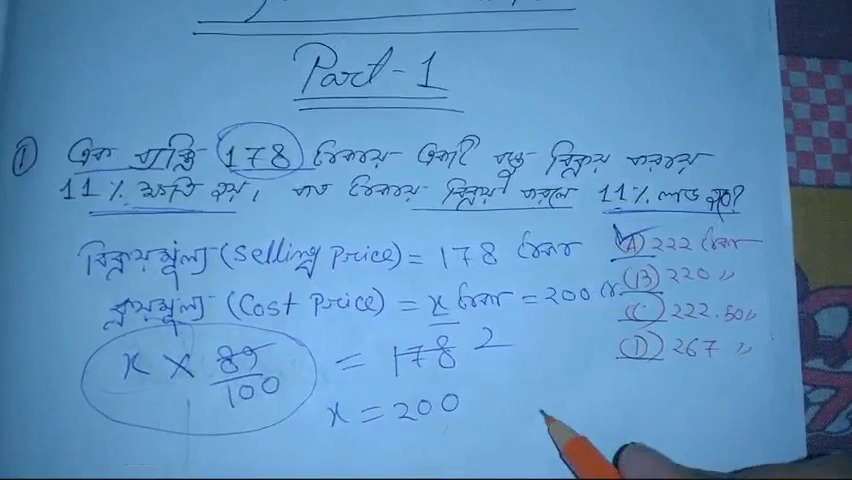 Part-1
① এক ব্যক্তি 178 টাকায় একটি বস্তু বিক্রয় করায়
11% ক্ষতি হয়, কত টাকায় বিক্রয় করলে 11% লাভ হবে?
বিক্রয়মূল্য (Selling Price) = 178 টাকা
(A) 222 টাকা
(B) 220 "
ক্রয়মূল্য (Cost Price) = x টাকা = 200
(C) 222.50 "
(D) 267 "
x × 89/100 = 178 2
x = 200